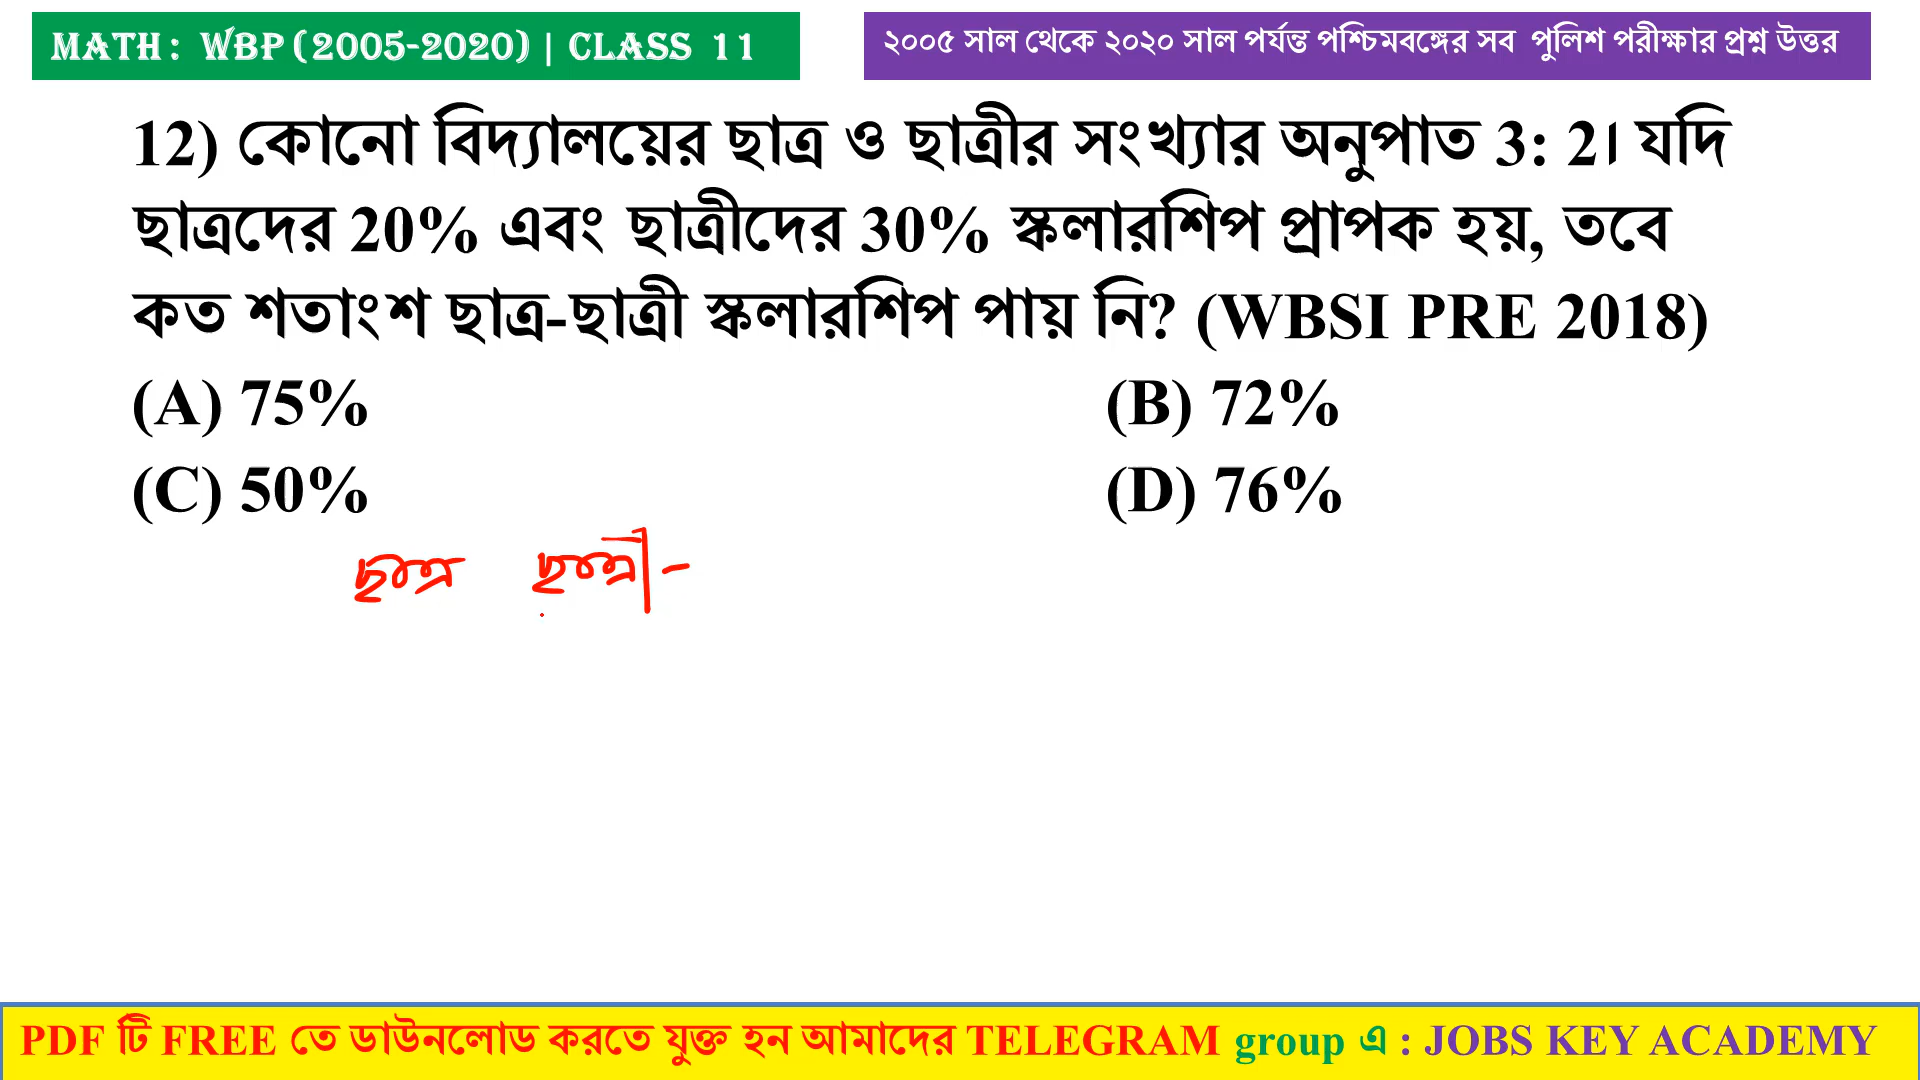 MATH : WBP (2005-2020) | CLASS 11
২০০৫ সাল থেকে ২০২০ সাল পর্যন্ত পশ্চিমবঙ্গের সব পুলিশ পরীক্ষার প্রশ্ন উত্তর
12) কোনো বিদ্যালয়ের ছাত্র ও ছাত্রীর সংখ্যার অনুপাত 3: 2। যদি
ছাত্রদের 20% এবং ছাত্রীদের 30% স্কলারশিপ প্রাপক হয়, তবে
কত শতাংশ ছাত্র-ছাত্রী স্কলারশিপ পায় নি? (WBSI PRE 2018)
(A) 75% (B) 72%
(C) 50% (D) 76%
ছাত্র ছাত্রী -
PDF টি FREE তে ডাউনলোড করতে যুক্ত হন আমাদের TELEGRAM group এ : JOBS KEY ACADEMY